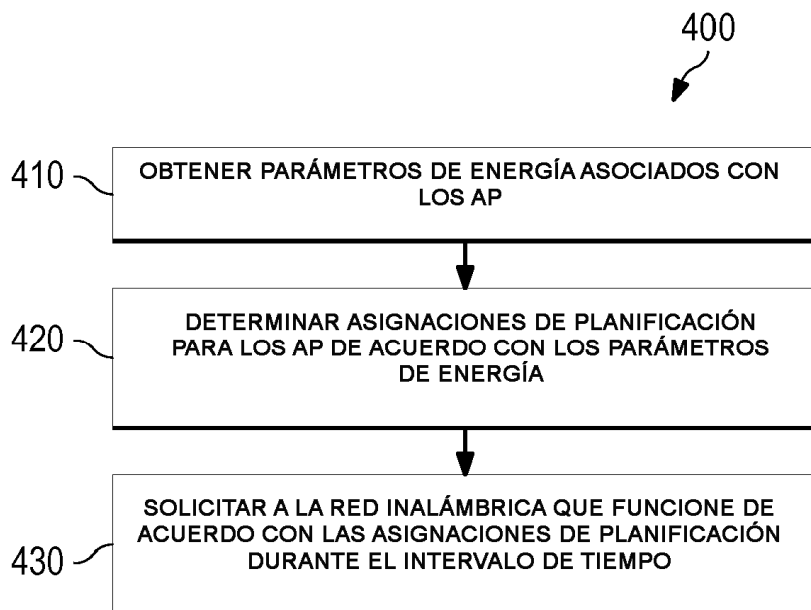 400
410
OBTENER PARÁMETROS DE ENERGÍA ASOCIADOS CON
LOS AP
420
DETERMINAR ASIGNACIONES DE PLANIFICACIÓN
PARA LOS AP DE ACUERDO CON LOS PARÁMETROS
DE ENERGÍA
430
SOLICITAR A LA RED INALÁMBRICA QUE FUNCIONE DE
ACUERDO CON LAS ASIGNACIONES DE PLANIFICACIÓN
DURANTE EL INTERVALO DE TIEMPO